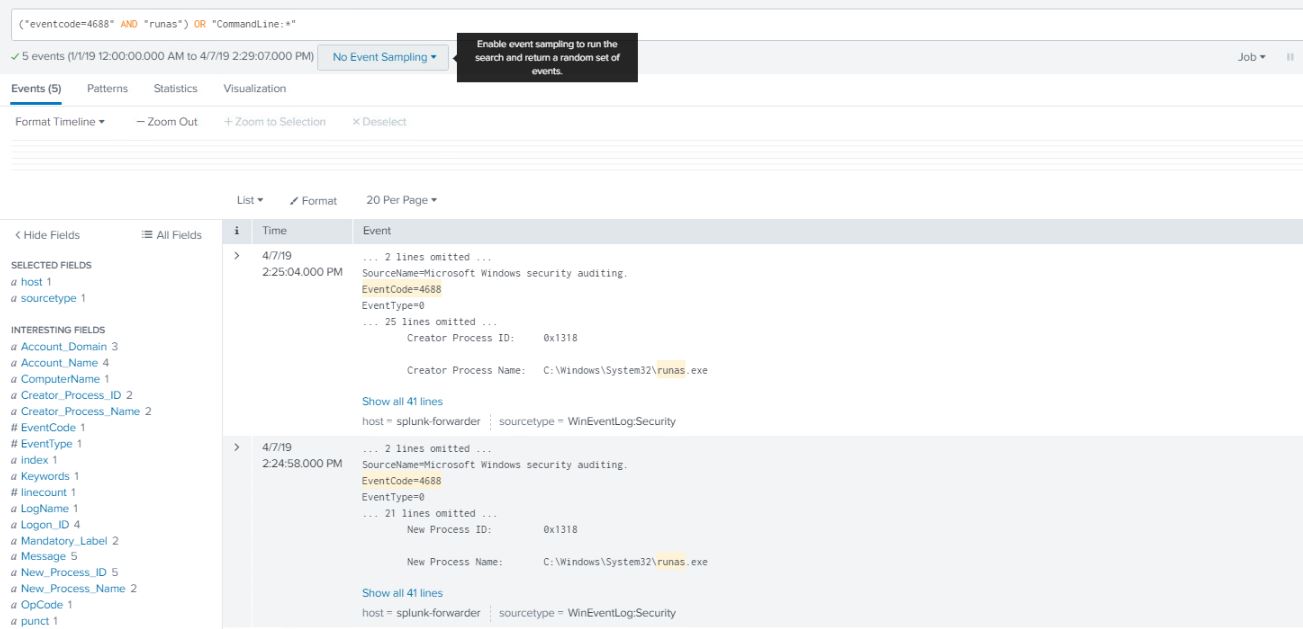 ("eventcode=4688" AND "runas") OR "CommandLine:*"
5 events (1/1/19 12:00:00.000 AM to 4/7/19 2:29:07.000 PM)
No Event Sampling
Enable event sampling to run the
search and return a random set of
events.
Job
Events (5)
Patterns
Statistics
Visualization
Format Timeline
— Zoom Out
+ Zoom to Selection
× Deselect
List
Format
20 Per Page
< Hide Fields
All Fields
i
Time
Event
SELECTED FIELDS
a host 1
a sourcetype 1
INTERESTING FIELDS
a Account_Domain 3
a Account_Name 4
a ComputerName 1
a Creator_Process_ID 2
a Creator_Process_Name 2
# EventCode 1
# EventType 1
a index 1
a Keywords 1
# linecount 1
a LogName 1
a Logon_ID 4
a Mandatory_Label 2
a Message 5
a New_Process_ID 5
a New_Process_Name 2
a OpCode 1
a punct 1
4/7/19
2:25:04.000 PM
... 2 lines omitted ...
SourceName=Microsoft Windows security auditing.
EventCode=4688
EventType=0
... 25 lines omitted ...
Creator Process ID: 0x1318
Creator Process Name: C:\Windows\System32\runas.exe
Show all 41 lines
host = splunk-forwarder sourcetype = WinEventLog:Security
4/7/19
2:24:58.000 PM
... 2 lines omitted ...
SourceName=Microsoft Windows security auditing.
EventCode=4688
EventType=0
... 21 lines omitted ...
New Process ID: 0x1318
New Process Name: C:\Windows\System32\runas.exe
Show all 41 lines
host = splunk-forwarder sourcetype = WinEventLog:Security